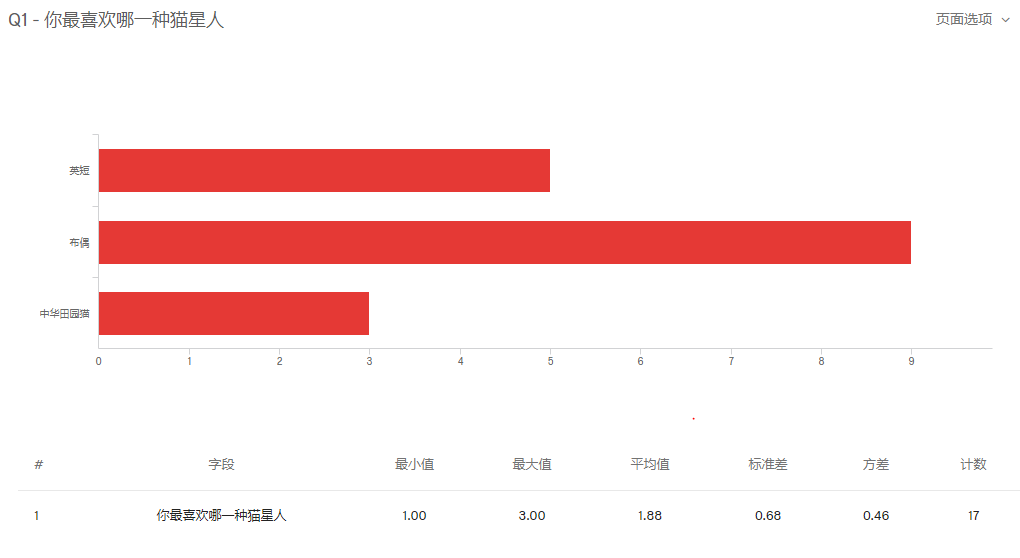 Q1 - 你最喜欢哪一种猫星人 页面选项
英短
布偶
中华田园猫
0 1 2 3 4 5 6 7 8 9
# 字段 最小值 最大值 平均值 标准差 方差 计数
1 你最喜欢哪一种猫星人 1.00 3.00 1.88 0.68 0.46 17